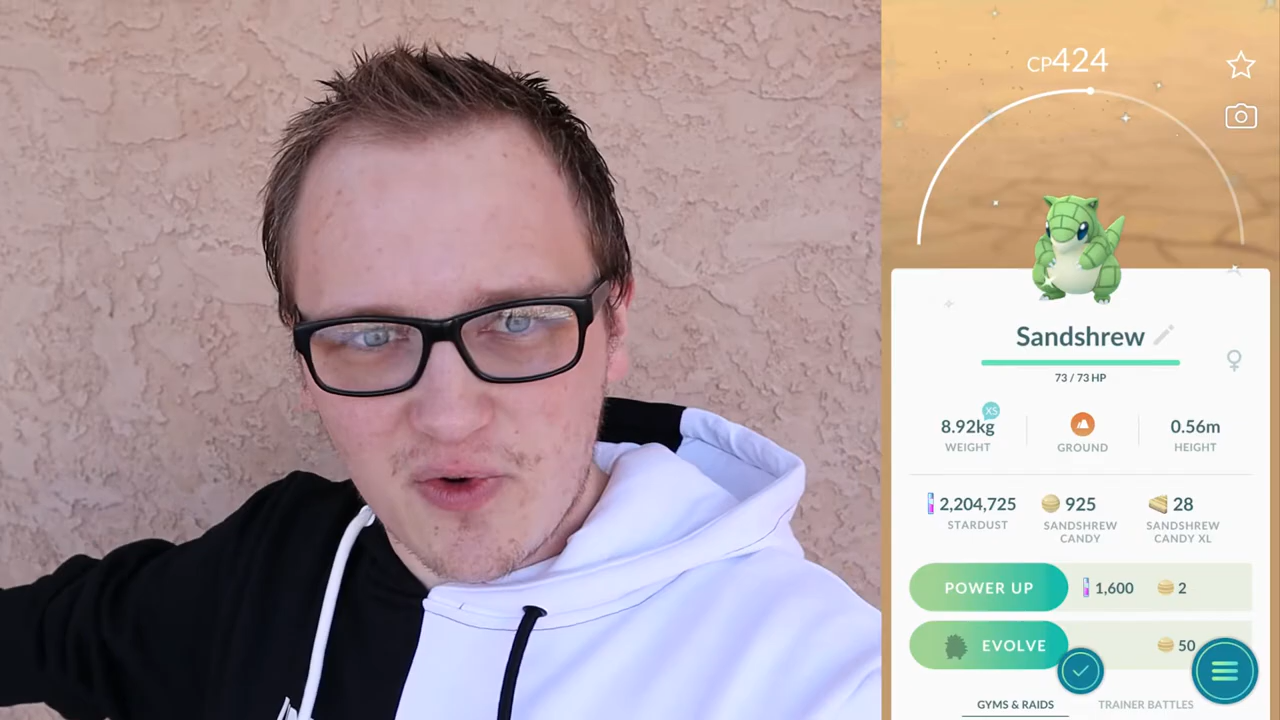 CP424
Sandshrew
73 / 73 HP
XS
8.92kg
WEIGHT
GROUND
0.56m
HEIGHT
2,204,725
STARDUST
925
SANDSHREW
CANDY
28
SANDSHREW
CANDY XL
POWER UP 1,600 2
EVOLVE 50
GYMS & RAIDS TRAINER BATTLES